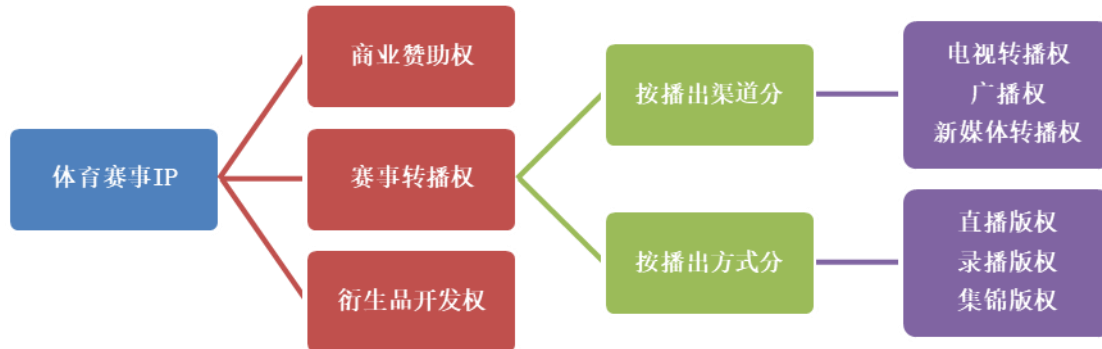 体育赛事IP
商业赞助权
赛事转播权
衍生品开发权
按播出渠道分
按播出方式分
电视转播权
广播权
新媒体转播权
直播版权
录播版权
集锦版权